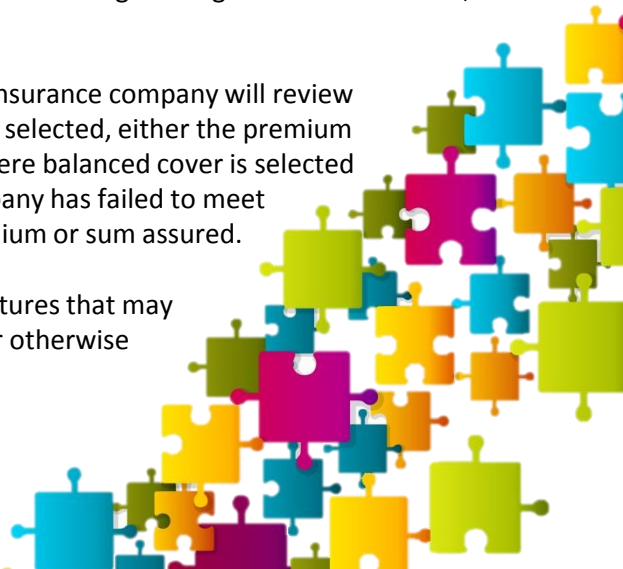 nsurance company will review
selected, either the premium
ere balanced cover is selected
any has failed to meet
ium or sum assured.
tures that may
r otherwise